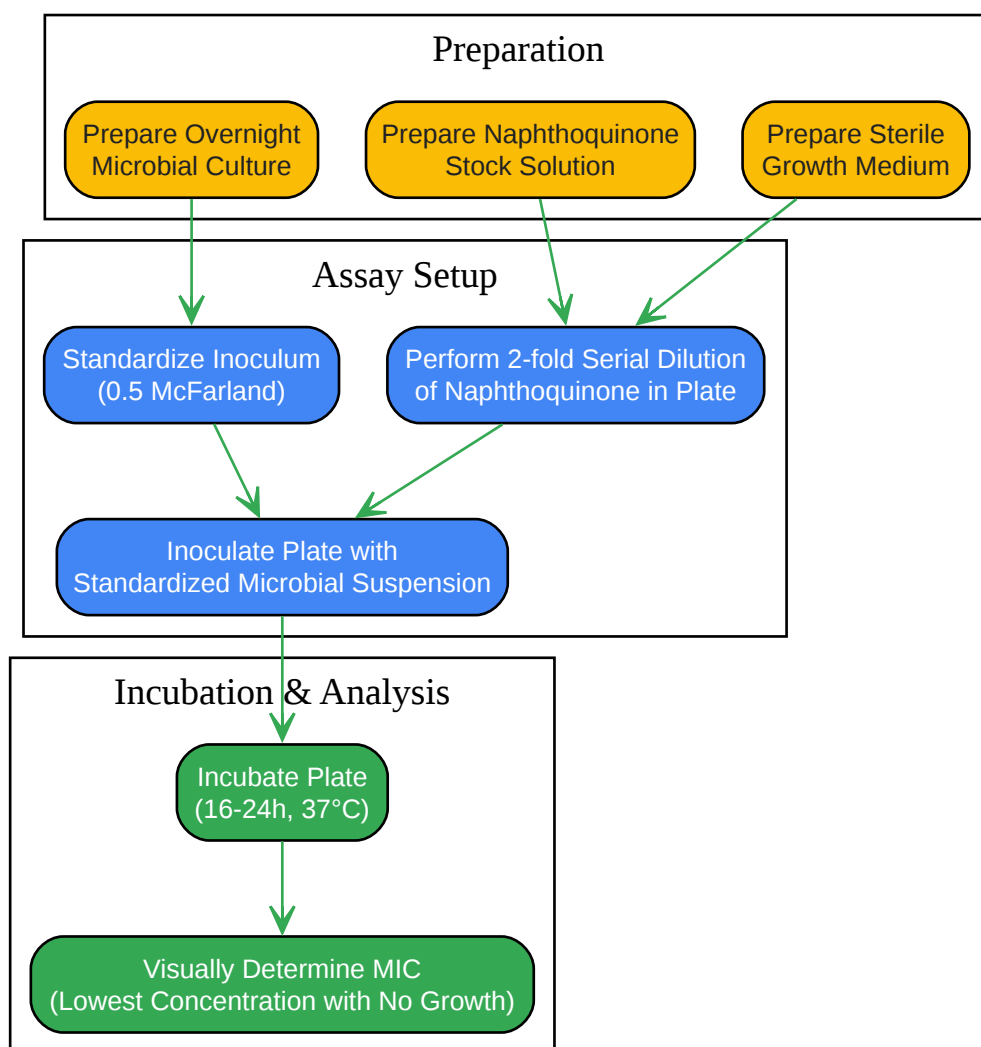 Preparation
Prepare Overnight
Microbial Culture
Prepare Naphthoquinone
Stock Solution
Prepare Sterile
Growth Medium
Assay Setup
Standardize Inoculum
(0.5 McFarland)
Perform 2-fold Serial Dilution
of Naphthoquinone in Plate
Inoculate Plate with
Standardized Microbial Suspension
Incubation & Analysis
Incubate Plate
(16-24h, 37°C)
Visually Determine MIC
(Lowest Concentration with No Growth)